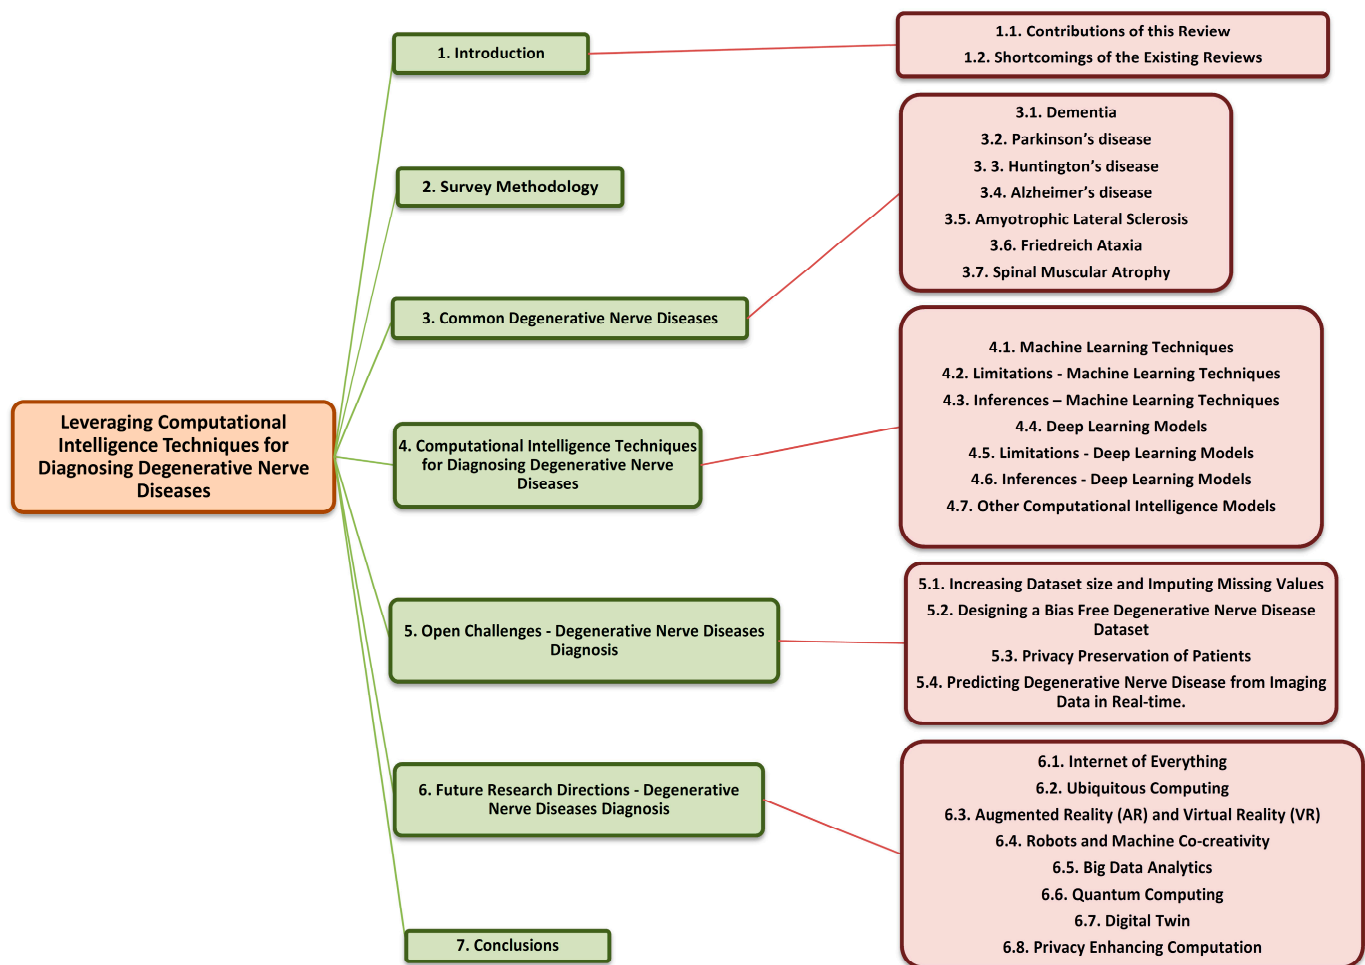 Leveraging Computational
Intelligence Techniques for
Diagnosing Degenerative Nerve
Diseases
1. Introduction
1.1. Contributions of this Review
1.2. Shortcomings of the Existing Reviews
2. Survey Methodology
3. Common Degenerative Nerve Diseases
3.1. Dementia
3.2. Parkinson's disease
3. 3. Huntington's disease
3.4. Alzheimer's disease
3.5. Amyotrophic Lateral Sclerosis
3.6. Friedreich Ataxia
3.7. Spinal Muscular Atrophy
4. Computational Intelligence Techniques
for Diagnosing Degenerative Nerve
Diseases
4.1. Machine Learning Techniques
4.2. Limitations - Machine Learning Techniques
4.3. Inferences – Machine Learning Techniques
4.4. Deep Learning Models
4.5. Limitations - Deep Learning Models
4.6. Inferences - Deep Learning Models
4.7. Other Computational Intelligence Models
5. Open Challenges - Degenerative Nerve Diseases
Diagnosis
5.1. Increasing Dataset size and Imputing Missing Values
5.2. Designing a Bias Free Degenerative Nerve Disease
Dataset
5.3. Privacy Preservation of Patients
5.4. Predicting Degenerative Nerve Disease from Imaging
Data in Real-time.
6. Future Research Directions - Degenerative
Nerve Diseases Diagnosis
6.1. Internet of Everything
6.2. Ubiquitous Computing
6.3. Augmented Reality (AR) and Virtual Reality (VR)
6.4. Robots and Machine Co-creativity
6.5. Big Data Analytics
6.6. Quantum Computing
6.7. Digital Twin
6.8. Privacy Enhancing Computation
7. Conclusions